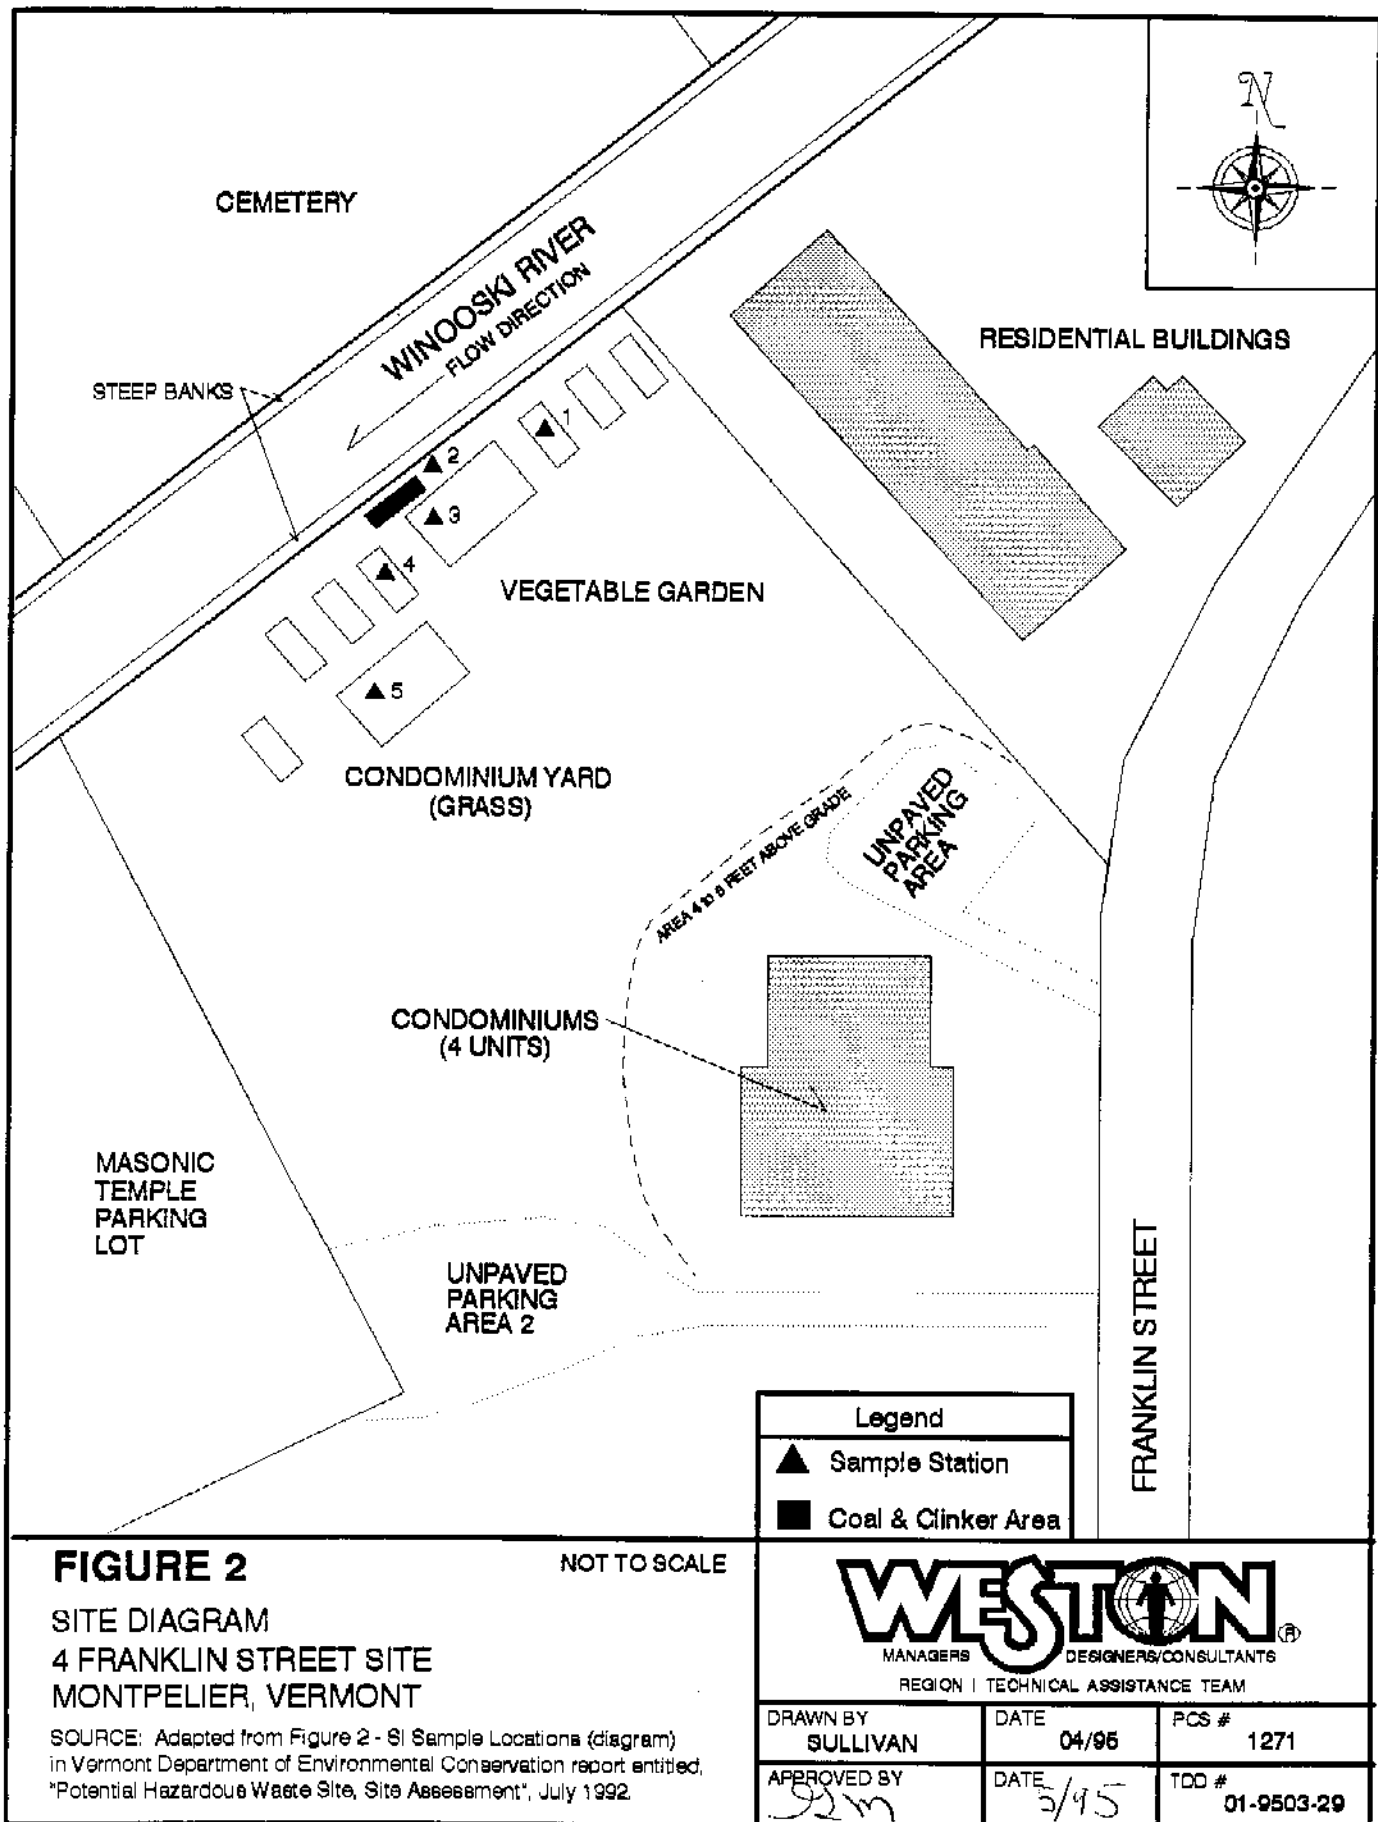 N
CEMETERY
WINOOSKI RIVER
FLOW DIRECTION
RESIDENTIAL BUILDINGS
STEEP BANKS
1
2
3
4
VEGETABLE GARDEN
5
CONDOMINIUM YARD
(GRASS)
UNPAVED
PARKING
AREA
AREA 4 to 6 FEET ABOVE GRADE
CONDOMINIUMS
(4 UNITS)
MASONIC
TEMPLE
PARKING
LOT
UNPAVED
PARKING
AREA 2
FRANKLIN STREET
Legend
Sample Station
Coal & Clinker Area
FIGURE 2
NOT TO SCALE
SITE DIAGRAM
4 FRANKLIN STREET SITE
MONTPELIER, VERMONT
SOURCE: Adapted from Figure 2 - SI Sample Locations (diagram)
in Vermont Department of Environmental Conservation report entitled,
"Potential Hazardous Waste Site, Site Assessment", July 1992.
WESTON ®
MANAGERS DESIGNERS/CONSULTANTS
REGION I TECHNICAL ASSISTANCE TEAM
DRAWN BY
SULLIVAN
DATE
04/95
PCS #
1271
APPROVED BY
DATE
5/95
TDD #
01-9503-29